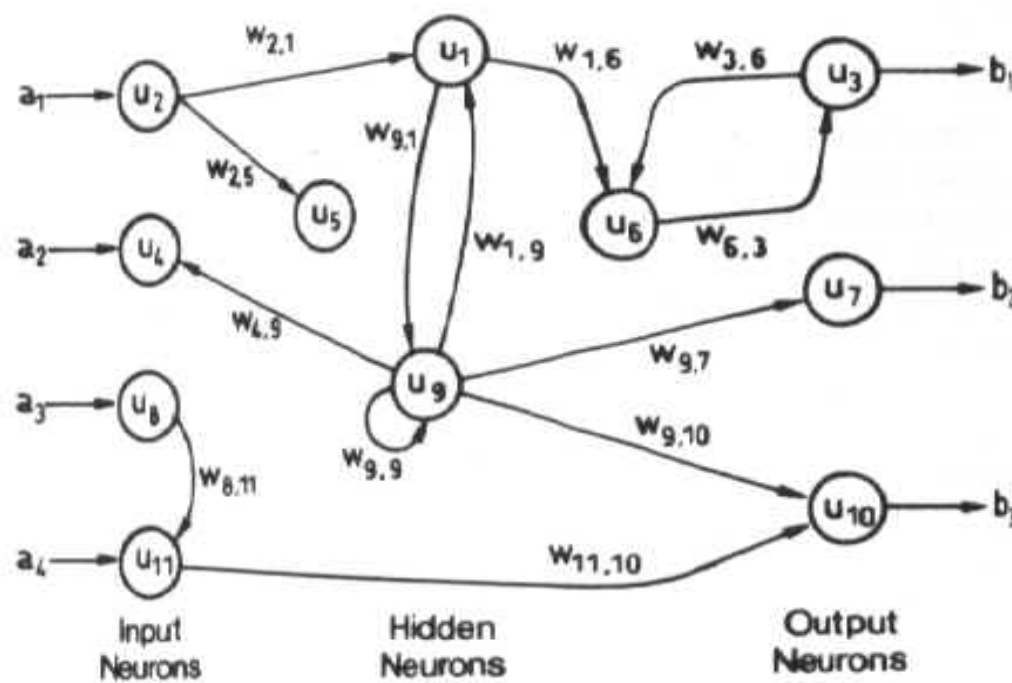 w2,1
u1
w1,6
w3,6
u3
b1
a1
u2
w9,1
w2,5
u5
u6
w6,3
w1,9
a2
u4
w4,9
u7
w9,7
u9
a3
u8
w9,10
w9,9
w8,11
u10
a4
u11
w11,10
Input
Neurons
Hidden
Neurons
Output
Neurons